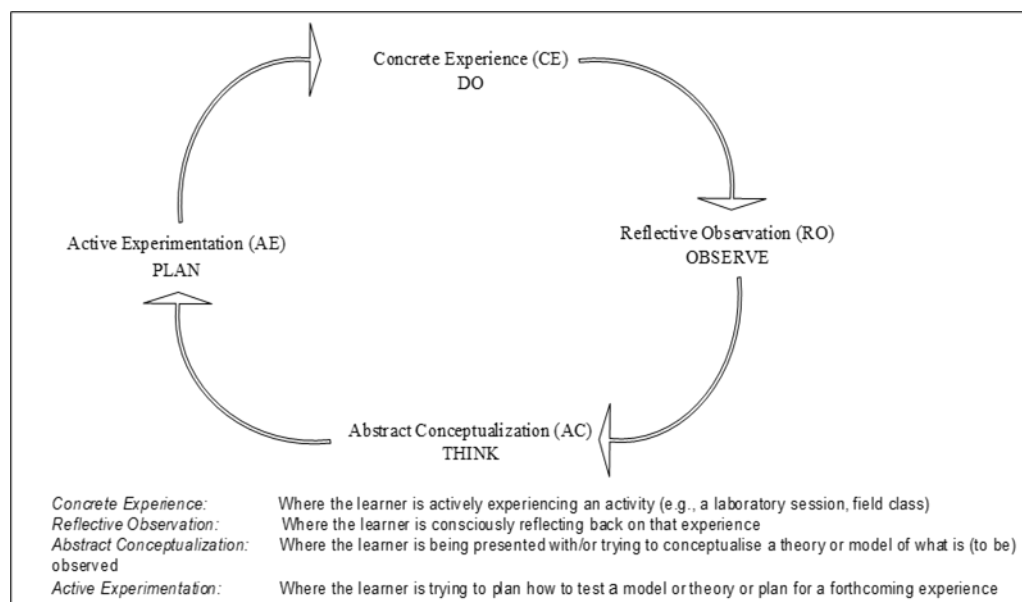 Concrete Experience (CE)
DO
Reflective Observation (RO)
OBSERVE
Active Experimentation (AE)
PLAN
Abstract Conceptualization (AC)
THINK
Concrete Experience: Where the learner is actively experiencing an activity (e.g., a laboratory session, field class)
Reflective Observation: Where the learner is consciously reflecting back on that experience
Abstract Conceptualization: Where the learner is being presented with/or trying to conceptualise a theory or model of what is (to be)
observed
Active Experimentation: Where the learner is trying to plan how to test a model or theory or plan for a forthcoming experience